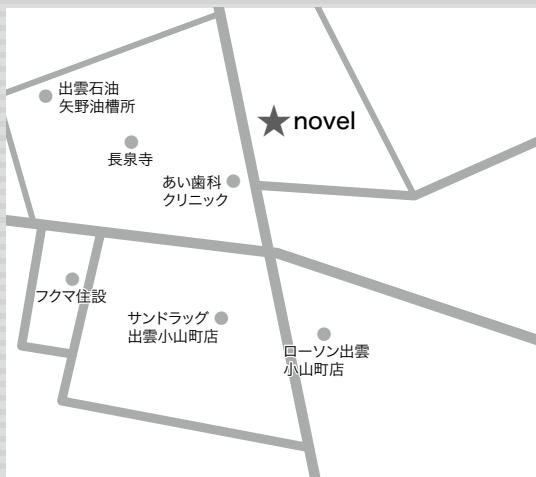 出雲石油
矢野油槽所
novel
長泉寺
あい歯科
クリニック
フクマ住設
サンドラッグ
出雲小山町店
ローソン出雲
小山町店